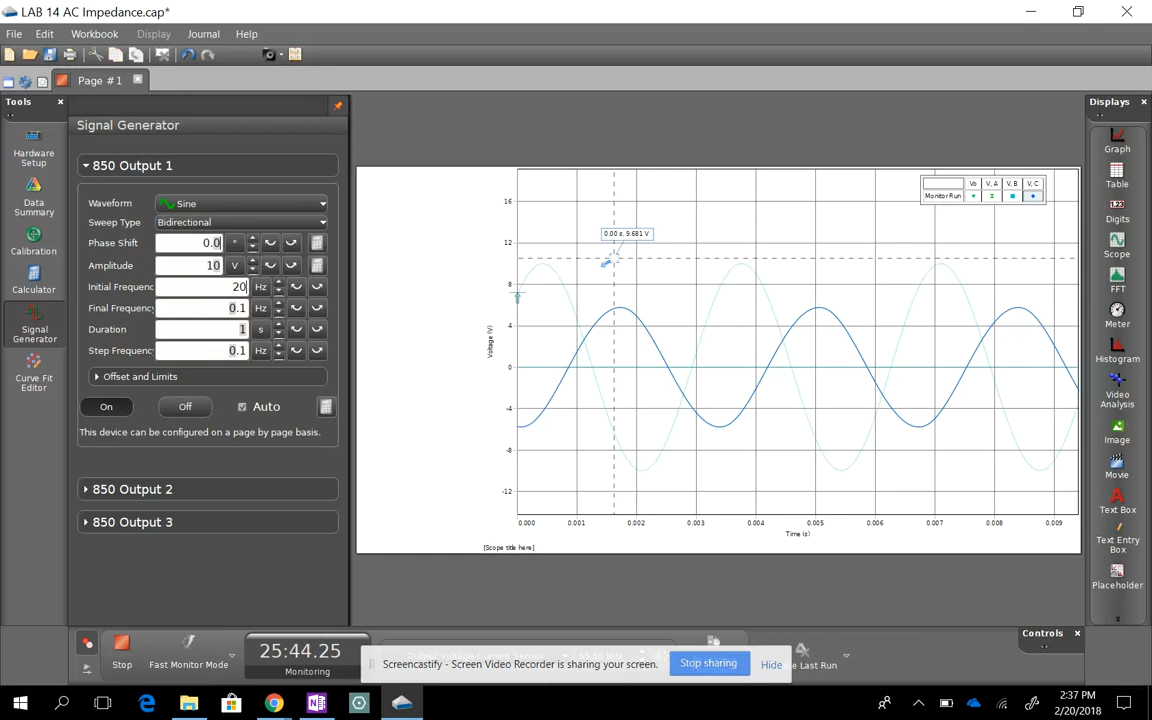 LAB 14 AC Impedance.cap*
File Edit Workbook Display Journal Help
Page #1
Tools
Hardware Setup
Data Summary
Calibration
Calculator
Signal Generator
Curve Fit Editor
Signal Generator
850 Output 1
Waveform Sine
Sweep Type Bidirectional
Phase Shift 0.0 °
Amplitude 10 V
Initial Frequenc 20 Hz
Final Frequency 0.1 Hz
Duration 1 s
Step Frequenc 0.1 Hz
Offset and Limits
On Off Auto
This device can be configured on a page by page basis.
850 Output 2
850 Output 3
Vo V, A V, B V, C
Monitor Run
0.00 s, 9.681 V
16
12
8
4
0
-4
-8
-12
Voltage (V)
0.000 0.001 0.002 0.003 0.004 0.005 0.006 0.007 0.008 0.009
Time (s)
[Scope title here]
Displays
Graph
Table
1.23
Digits
Scope
FFT
Meter
Histogram
Video Analysis
Image
Movie
Text Box
Text Entry Box
Placeholder
Controls
Stop
Fast Monitor Mode
25:44.25
Monitoring
Last Run
Screencastify - Screen Video Recorder is sharing your screen. Stop sharing Hide
2:37 PM
2/20/2018